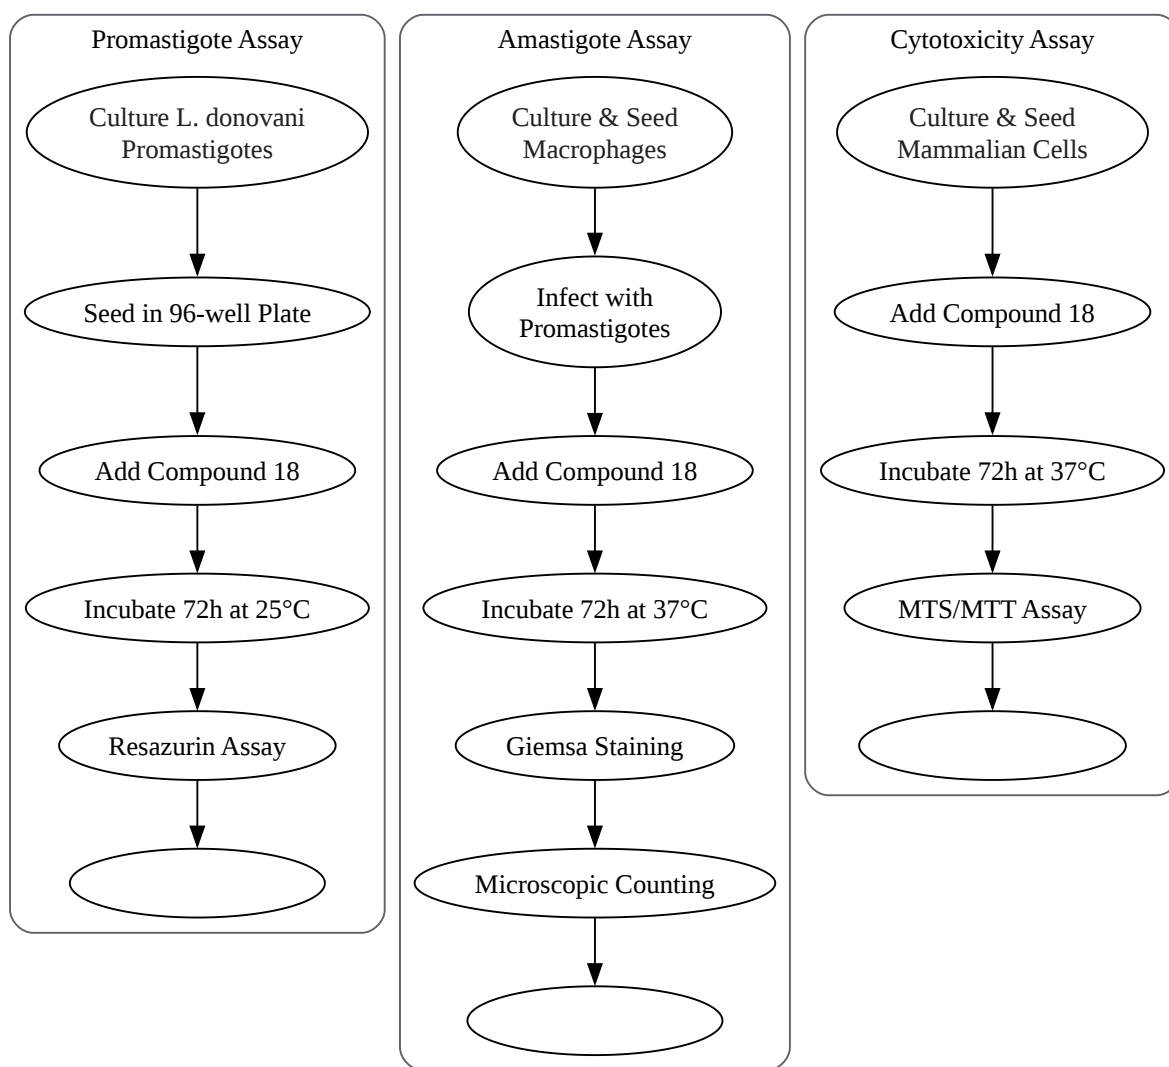 Promastigote Assay
Culture L. donovani
Promastigotes
Seed in 96-well Plate
Add Compound 18
Incubate 72h at 25°C
Resazurin Assay
Amastigote Assay
Culture & Seed
Macrophages
Infect with
Promastigotes
Add Compound 18
Incubate 72h at 37°C
Giemsa Staining
Microscopic Counting
Cytotoxicity Assay
Culture & Seed
Mammalian Cells
Add Compound 18
Incubate 72h at 37°C
MTS/MTT Assay